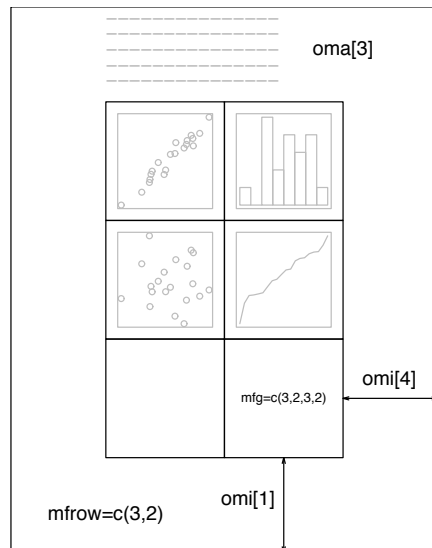 oma[3]
mfg=c(3,2,3,2)
omi[4]
omi[1]
mfrow=c(3,2)